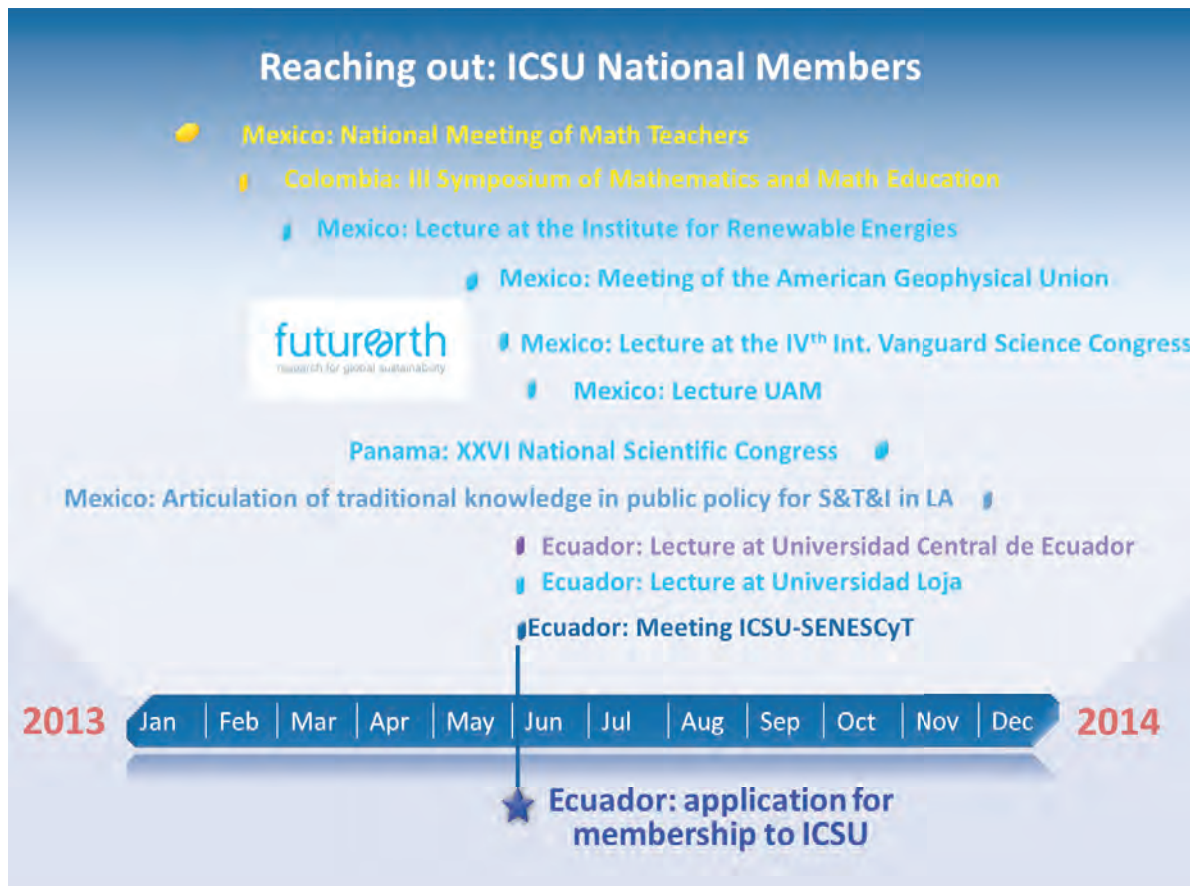 Reaching out: ICSU National Members
Mexico: National Meeting of Math Teachers
Colombia: III Symposium of Mathematics and Math Education
Mexico: Lecture at the Institute for Renewable Energies
Mexico: Meeting of the American Geophysical Union
futurearth
research for global sustainability
Mexico: Lecture at the IVth Int. Vanguard Science Congress
Mexico: Lecture UAM
Panama: XXVI National Scientific Congress
Mexico: Articulation of traditional knowledge in public policy for S&T&I in LA
Ecuador: Lecture at Universidad Central de Ecuador
Ecuador: Lecture at Universidad Loja
Ecuador: Meeting ICSU-SENESCyT
2013 Jan Feb Mar Apr May Jun Jul Aug Sep Oct Nov Dec 2014
Ecuador: application for
membership to ICSU